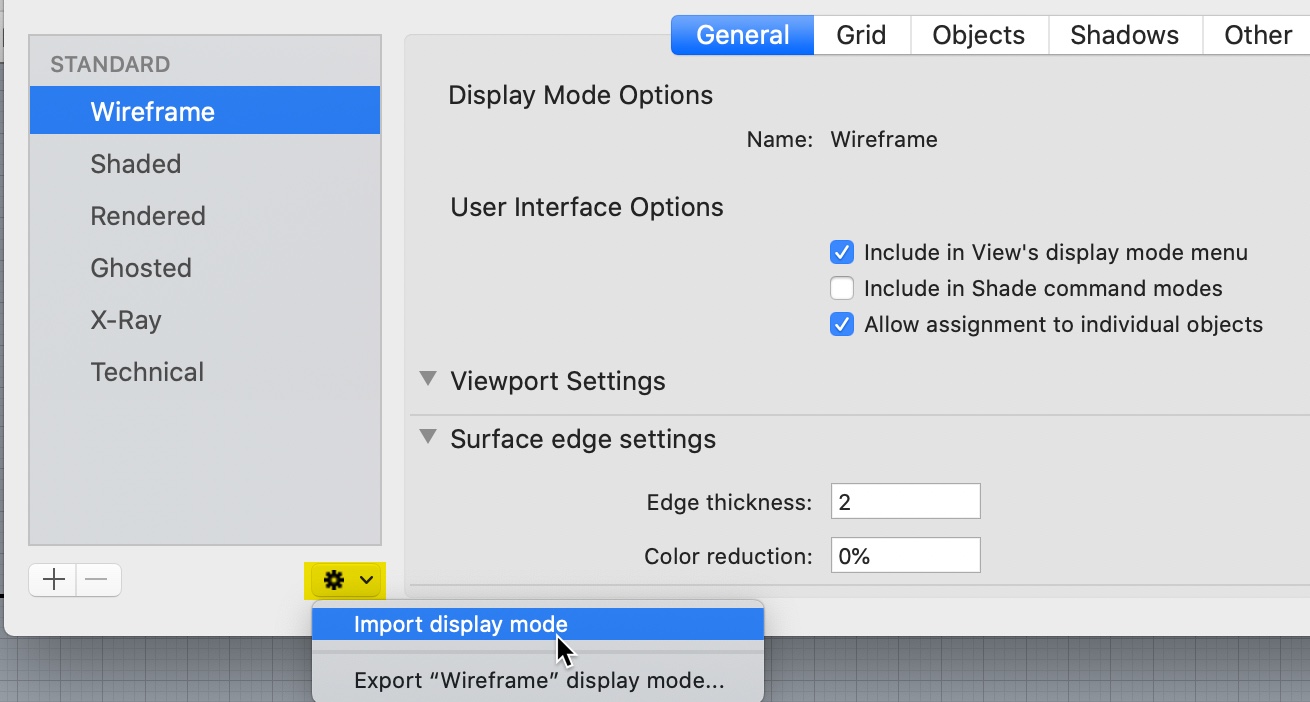 STANDARD
Wireframe
Shaded
Rendered
Ghosted
X-Ray
Technical
General
Grid
Objects
Shadows
Other
Display Mode Options
Name: Wireframe
User Interface Options
Include in View's display mode menu
Include in Shade command modes
Allow assignment to individual objects
Viewport Settings
Surface edge settings
Edge thickness: 2
Color reduction: 0%
Import display mode
Export “Wireframe” display mode...